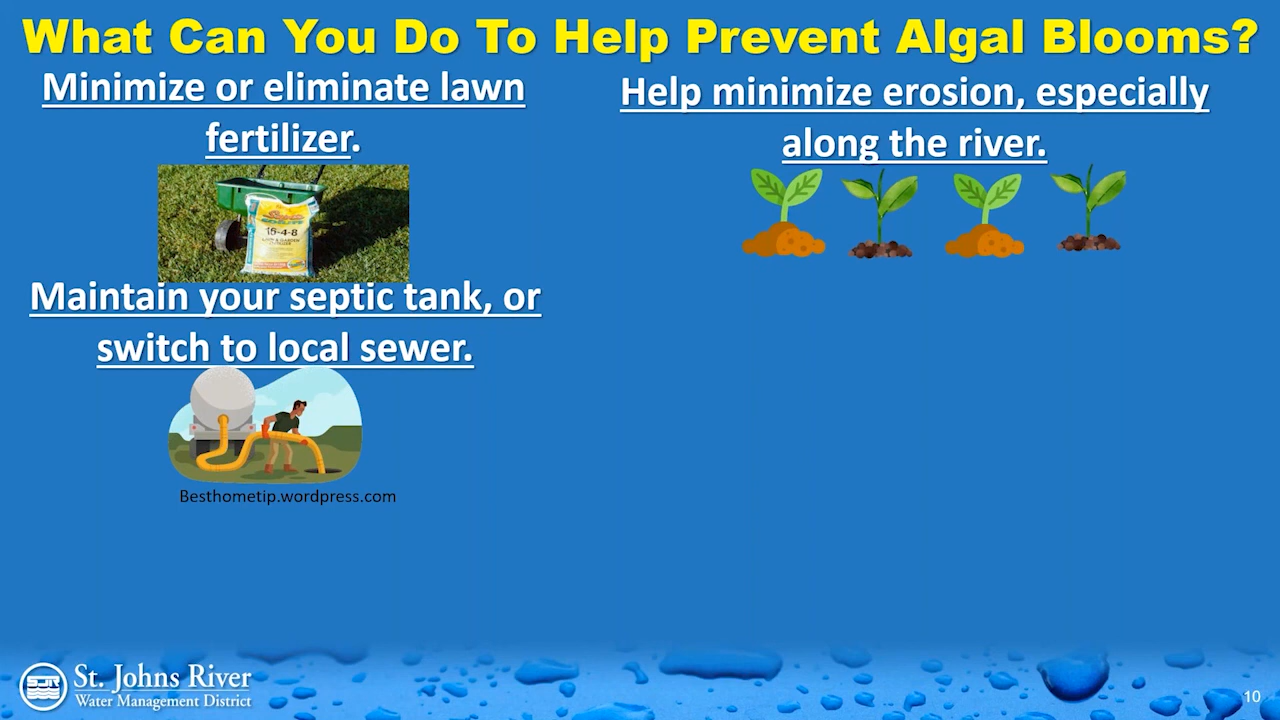 What Can You Do To Help Prevent Algal Blooms?
Minimize or eliminate lawn
fertilizer.
16-4-8
Maintain your septic tank, or
switch to local sewer.
Besthometip.wordpress.com
Help minimize erosion, especially
along the river.
SJR
St. Johns River
Water Management District
10